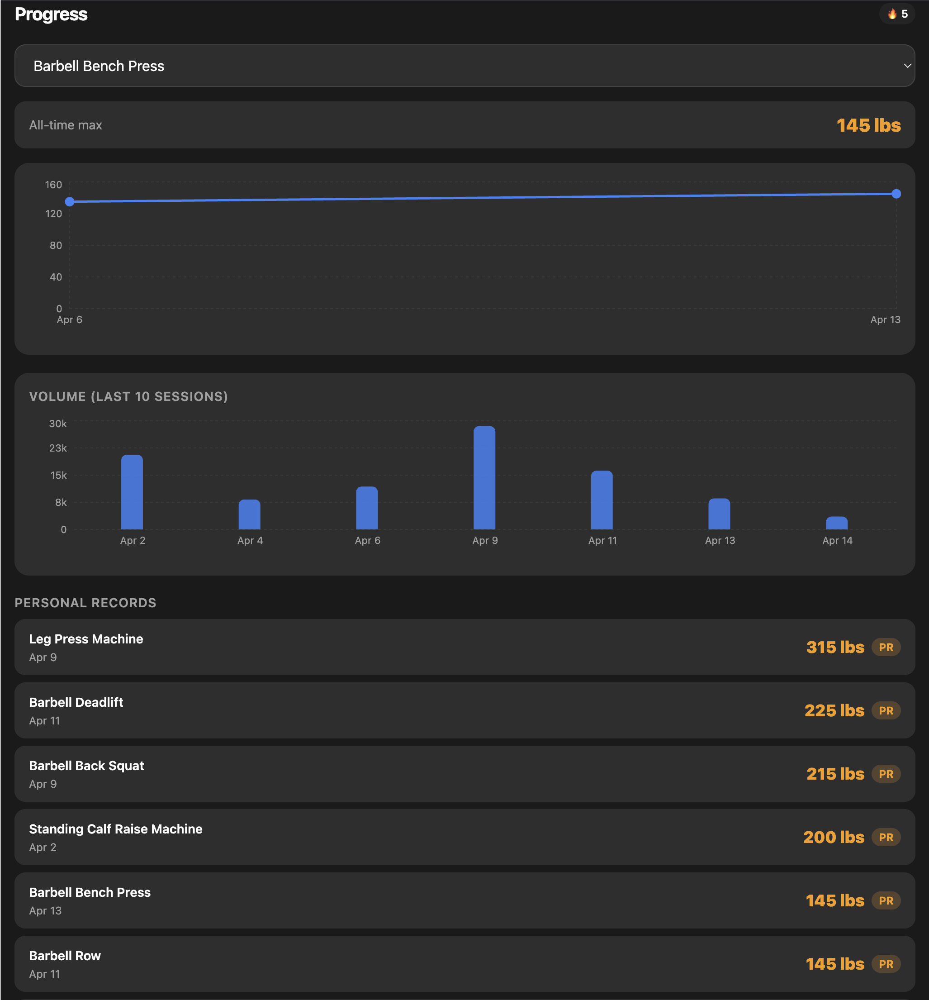 Progress
🔥 5
Barbell Bench Press
All-time max
145 lbs
160
120
80
40
0
Apr 6
Apr 13
VOLUME (LAST 10 SESSIONS)
30k
23k
15k
8k
0
Apr 2
Apr 4
Apr 6
Apr 9
Apr 11
Apr 13
Apr 14
PERSONAL RECORDS
Leg Press Machine
Apr 9
315 lbs PR
Barbell Deadlift
Apr 11
225 lbs PR
Barbell Back Squat
Apr 9
215 lbs PR
Standing Calf Raise Machine
Apr 2
200 lbs PR
Barbell Bench Press
Apr 13
145 lbs PR
Barbell Row
Apr 11
145 lbs PR